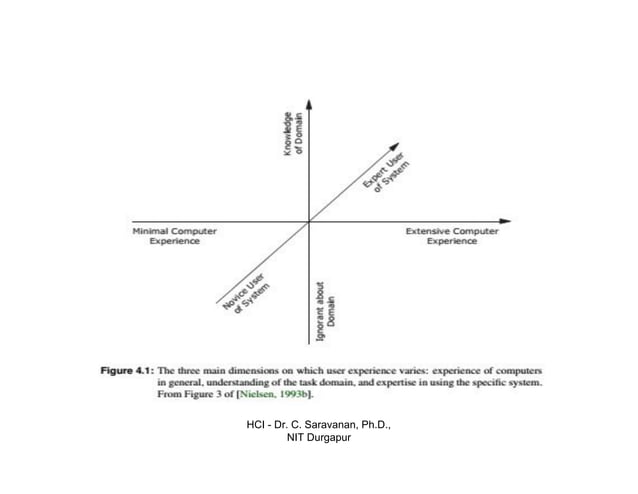 Knowledge
of Domain
Expert User
of System
Minimal Computer
Experience
Extensive Computer
Experience
Novice User
of System
Ignorant about
Domain
Figure 4.1: The three main dimensions on which user experience varies: experience of computers
in general, understanding of the task domain, and expertise in using the specific system.
From Figure 3 of [Nielsen, 1993b].
HCI - Dr. C. Saravanan, Ph.D.,
NIT Durgapur